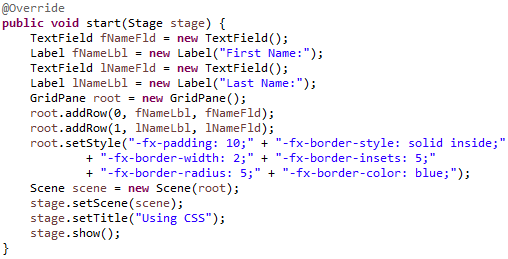 @Override
public void start(Stage stage) {
    TextField fNameFld = new TextField();
    Label fNameLbl = new Label("First Name:");
    TextField lNameFld = new TextField();
    Label lNameLbl = new Label("Last Name:");
    GridPane root = new GridPane();
    root.addRow(0, fNameLbl, fNameFld);
    root.addRow(1, lNameLbl, lNameFld);
    root.setStyle("-fx-padding: 10;" + "-fx-border-style: solid inside;"
            + "-fx-border-width: 2;" + "-fx-border-insets: 5;"
            + "-fx-border-radius: 5;" + "-fx-border-color: blue;");
    Scene scene = new Scene(root);
    stage.setScene(scene);
    stage.setTitle("Using CSS");
    stage.show();
}